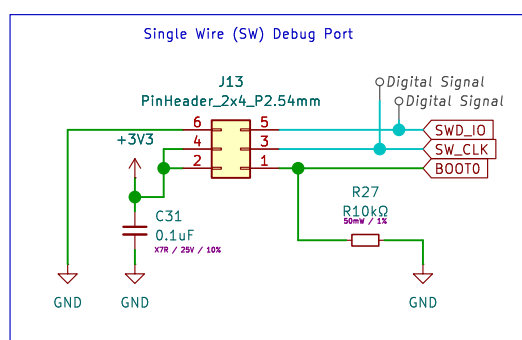 Single Wire (SW) Debug Port
J13
PinHeader_2x4_P2.54mm
Digital Signal
Digital Signal
6 5 SWD_IO
+3V3
4 3 SW_CLK
2 1 BOOT0
C31
0.1uF
X7R / 25V / 10%
R27
R10kΩ
50mW / 1%
GND GND GND